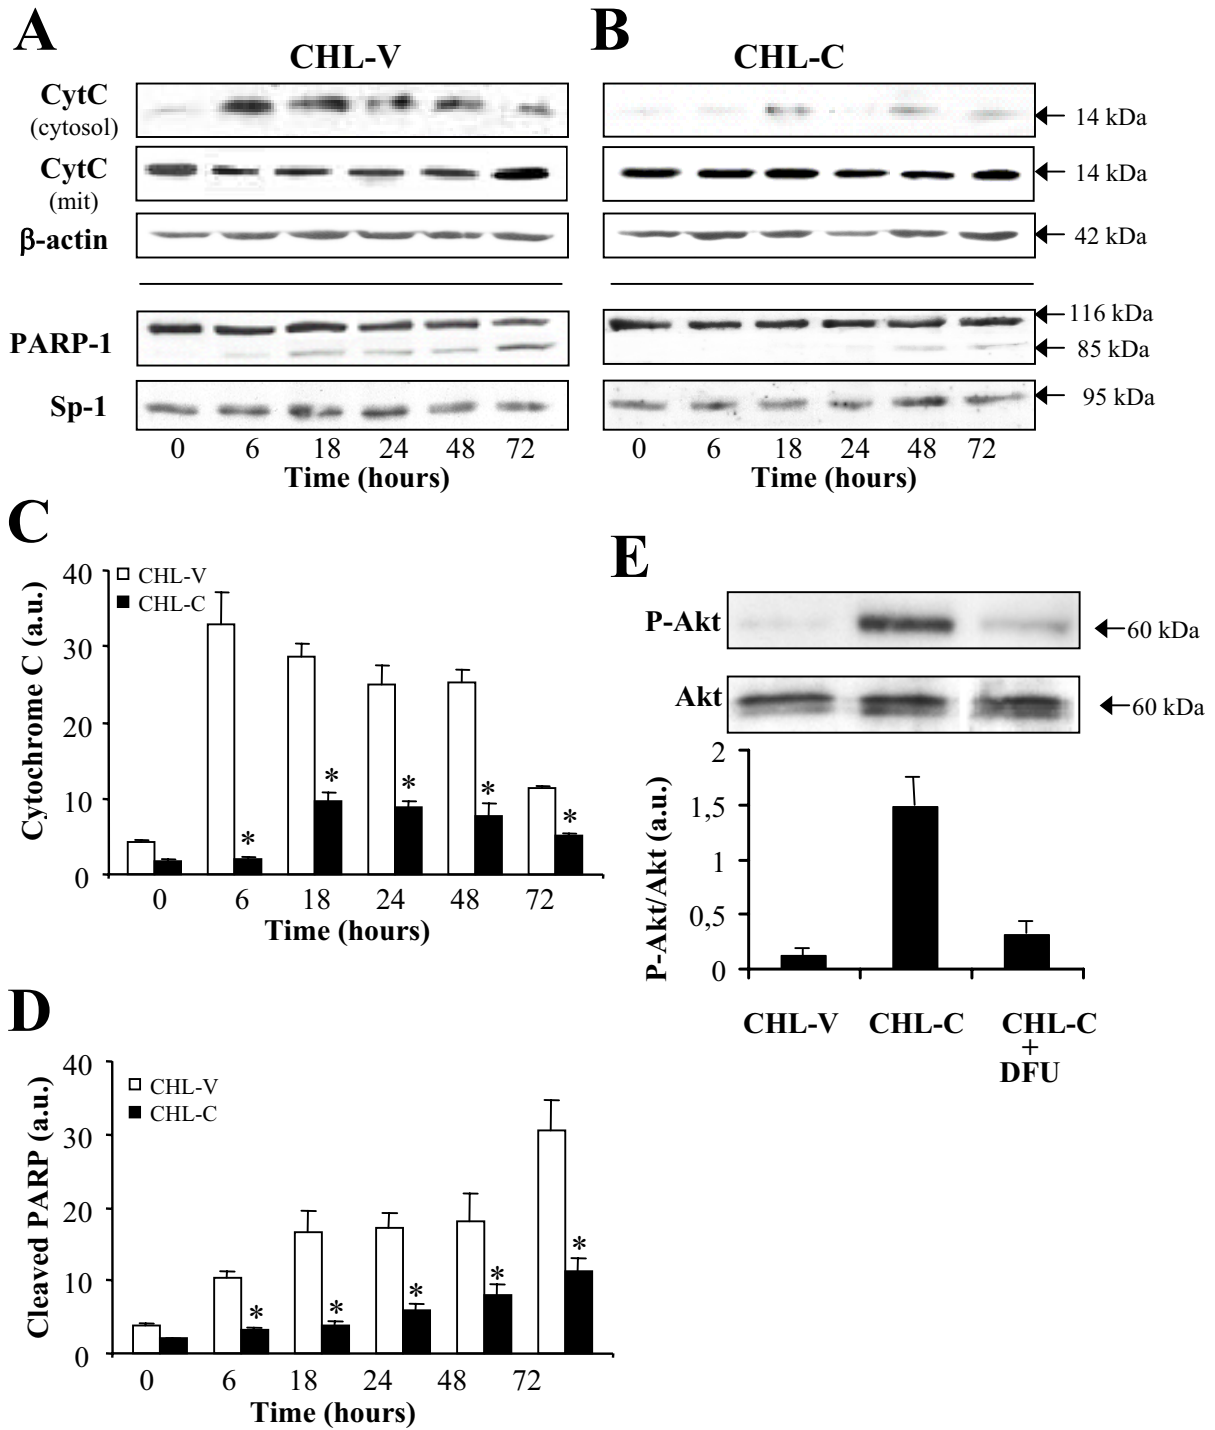 A
B
CHL-V
CHL-C
CytC
(cytosol)
14 kDa
CytC
(mit)
14 kDa
β-actin
42 kDa
PARP-1
116 kDa
85 kDa
Sp-1
95 kDa
0 6 18 24 48 72
Time (hours)
0 6 18 24 48 72
Time (hours)
C
CHL-V
CHL-C
Cytochrome C (a.u.)
40
30
20
10
0
* * * * *
0 6 18 24 48 72
Time (hours)
D
CHL-V
CHL-C
Cleaved PARP (a.u.)
40
30
20
10
0
* * * * *
0 6 18 24 48 72
Time (hours)
E
P-Akt
60 kDa
Akt
60 kDa
P-Akt/Akt (a.u.)
2
1,5
1
0,5
0
CHL-V CHL-C CHL-C
+
DFU